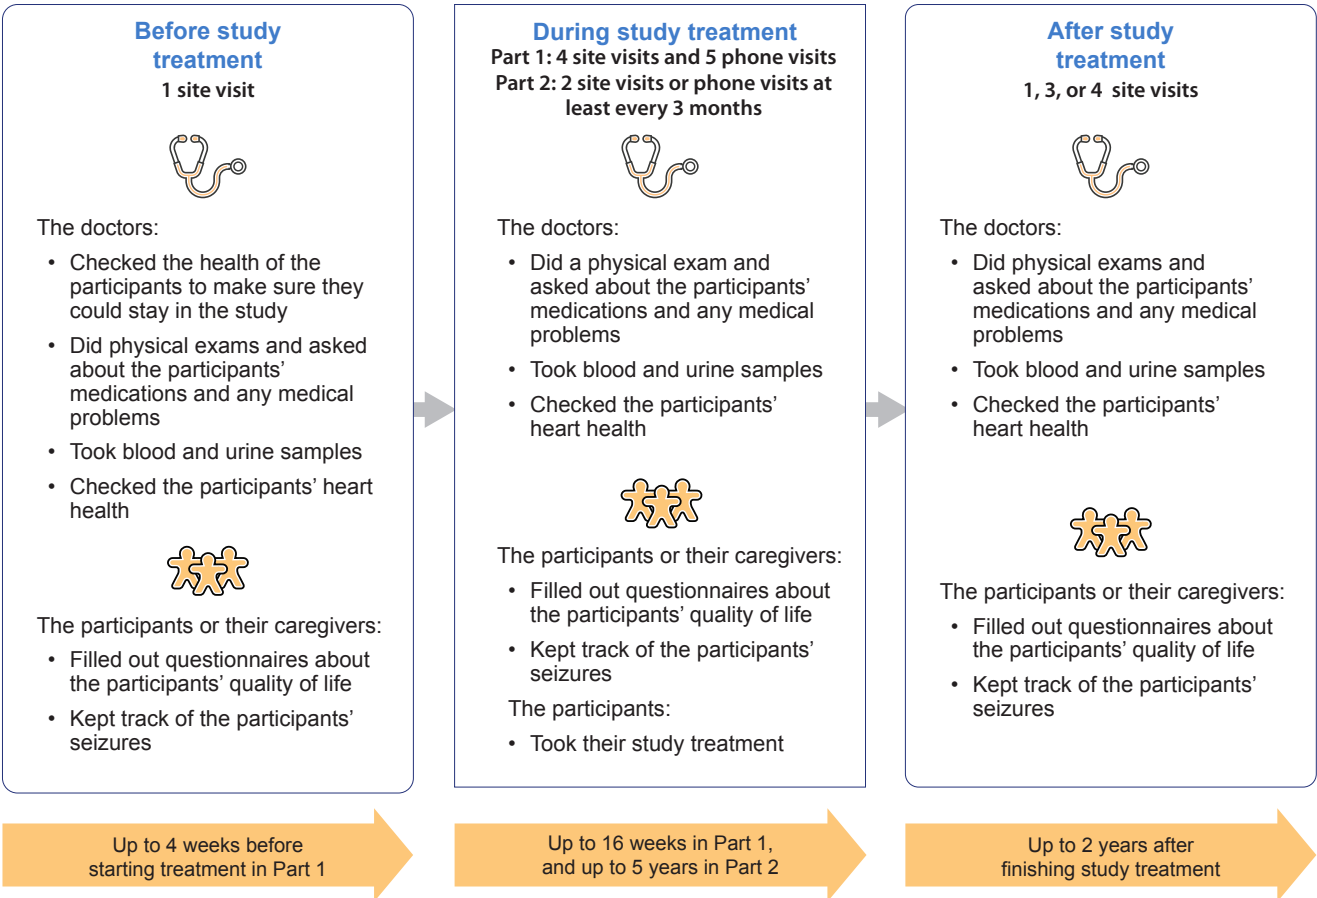 Before study
treatment
1 site visit
The doctors:
• Checked the health of the
participants to make sure they
could stay in the study
• Did physical exams and asked
about the participants’
medications and any medical
problems
• Took blood and urine samples
• Checked the participants’ heart
health
The participants or their caregivers:
• Filled out questionnaires about
the participants’ quality of life
• Kept track of the participants’
seizures
Up to 4 weeks before
starting treatment in Part 1
During study treatment
Part 1: 4 site visits and 5 phone visits
Part 2: 2 site visits or phone visits at
least every 3 months
The doctors:
• Did a physical exam and
asked about the participants’
medications and any medical
problems
• Took blood and urine samples
• Checked the participants’
heart health
The participants or their caregivers:
• Filled out questionnaires about
the participants’ quality of life
• Kept track of the participants’
seizures
The participants:
• Took their study treatment
Up to 16 weeks in Part 1,
and up to 5 years in Part 2
After study
treatment
1, 3, or 4 site visits
The doctors:
• Did physical exams and
asked about the participants’
medications and any medical
problems
• Took blood and urine samples
• Checked the participants’
heart health
The participants or their caregivers:
• Filled out questionnaires about
the participants’ quality of life
• Kept track of the participants’
seizures
Up to 2 years after
finishing study treatment